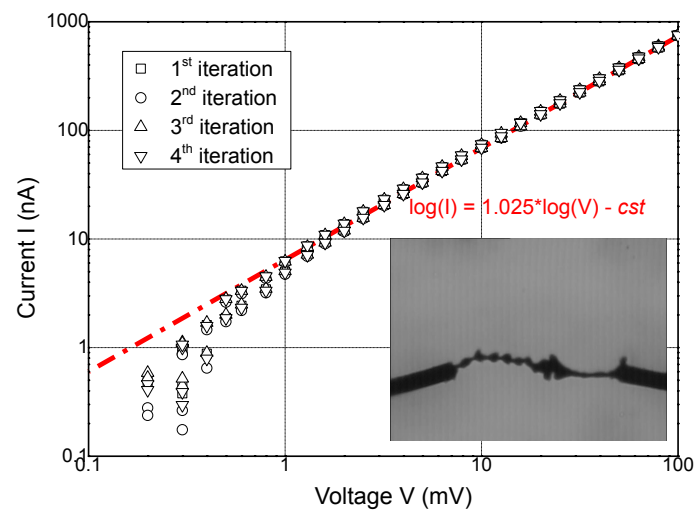 1000
100
10
1
0.1
Current I (nA)
1st iteration
2nd iteration
3rd iteration
4th iteration
log(I) = 1.025*log(V) - cst
0.1
1
10
100
Voltage V (mV)